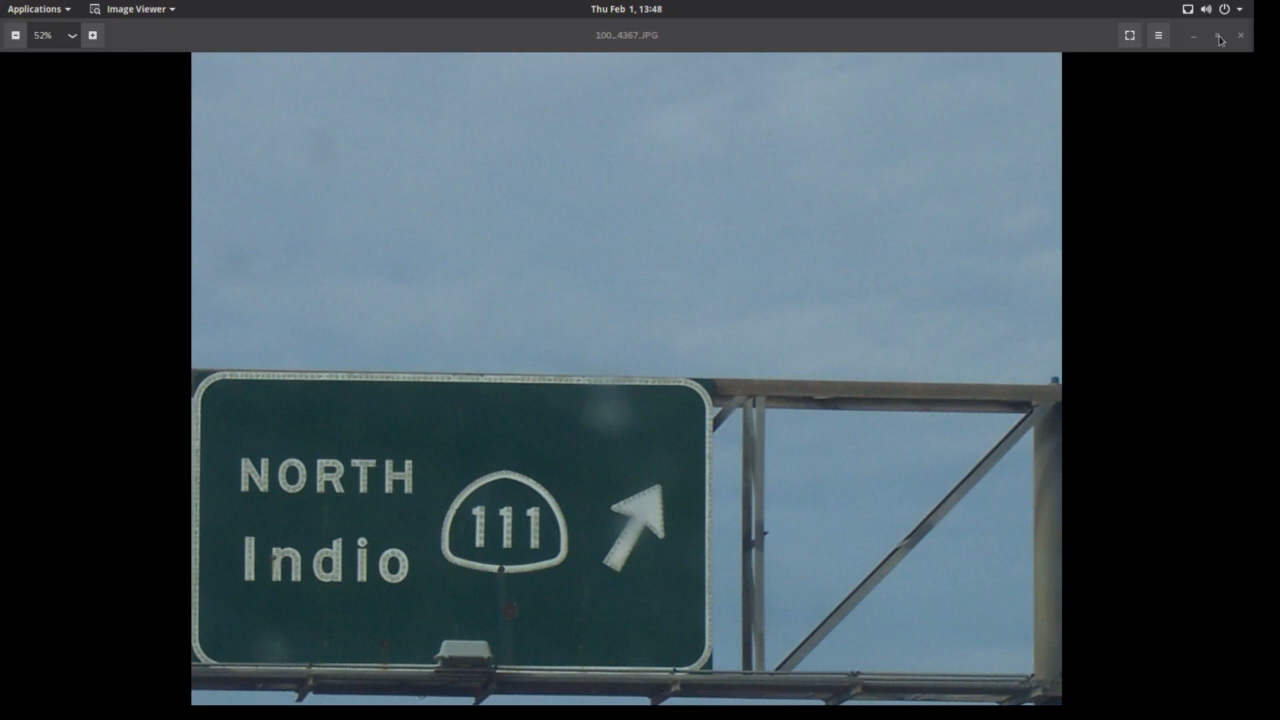 Applications
Image Viewer
Thu Feb 1, 13:48
52%
100_4367.JPG
NORTH
Indio
111